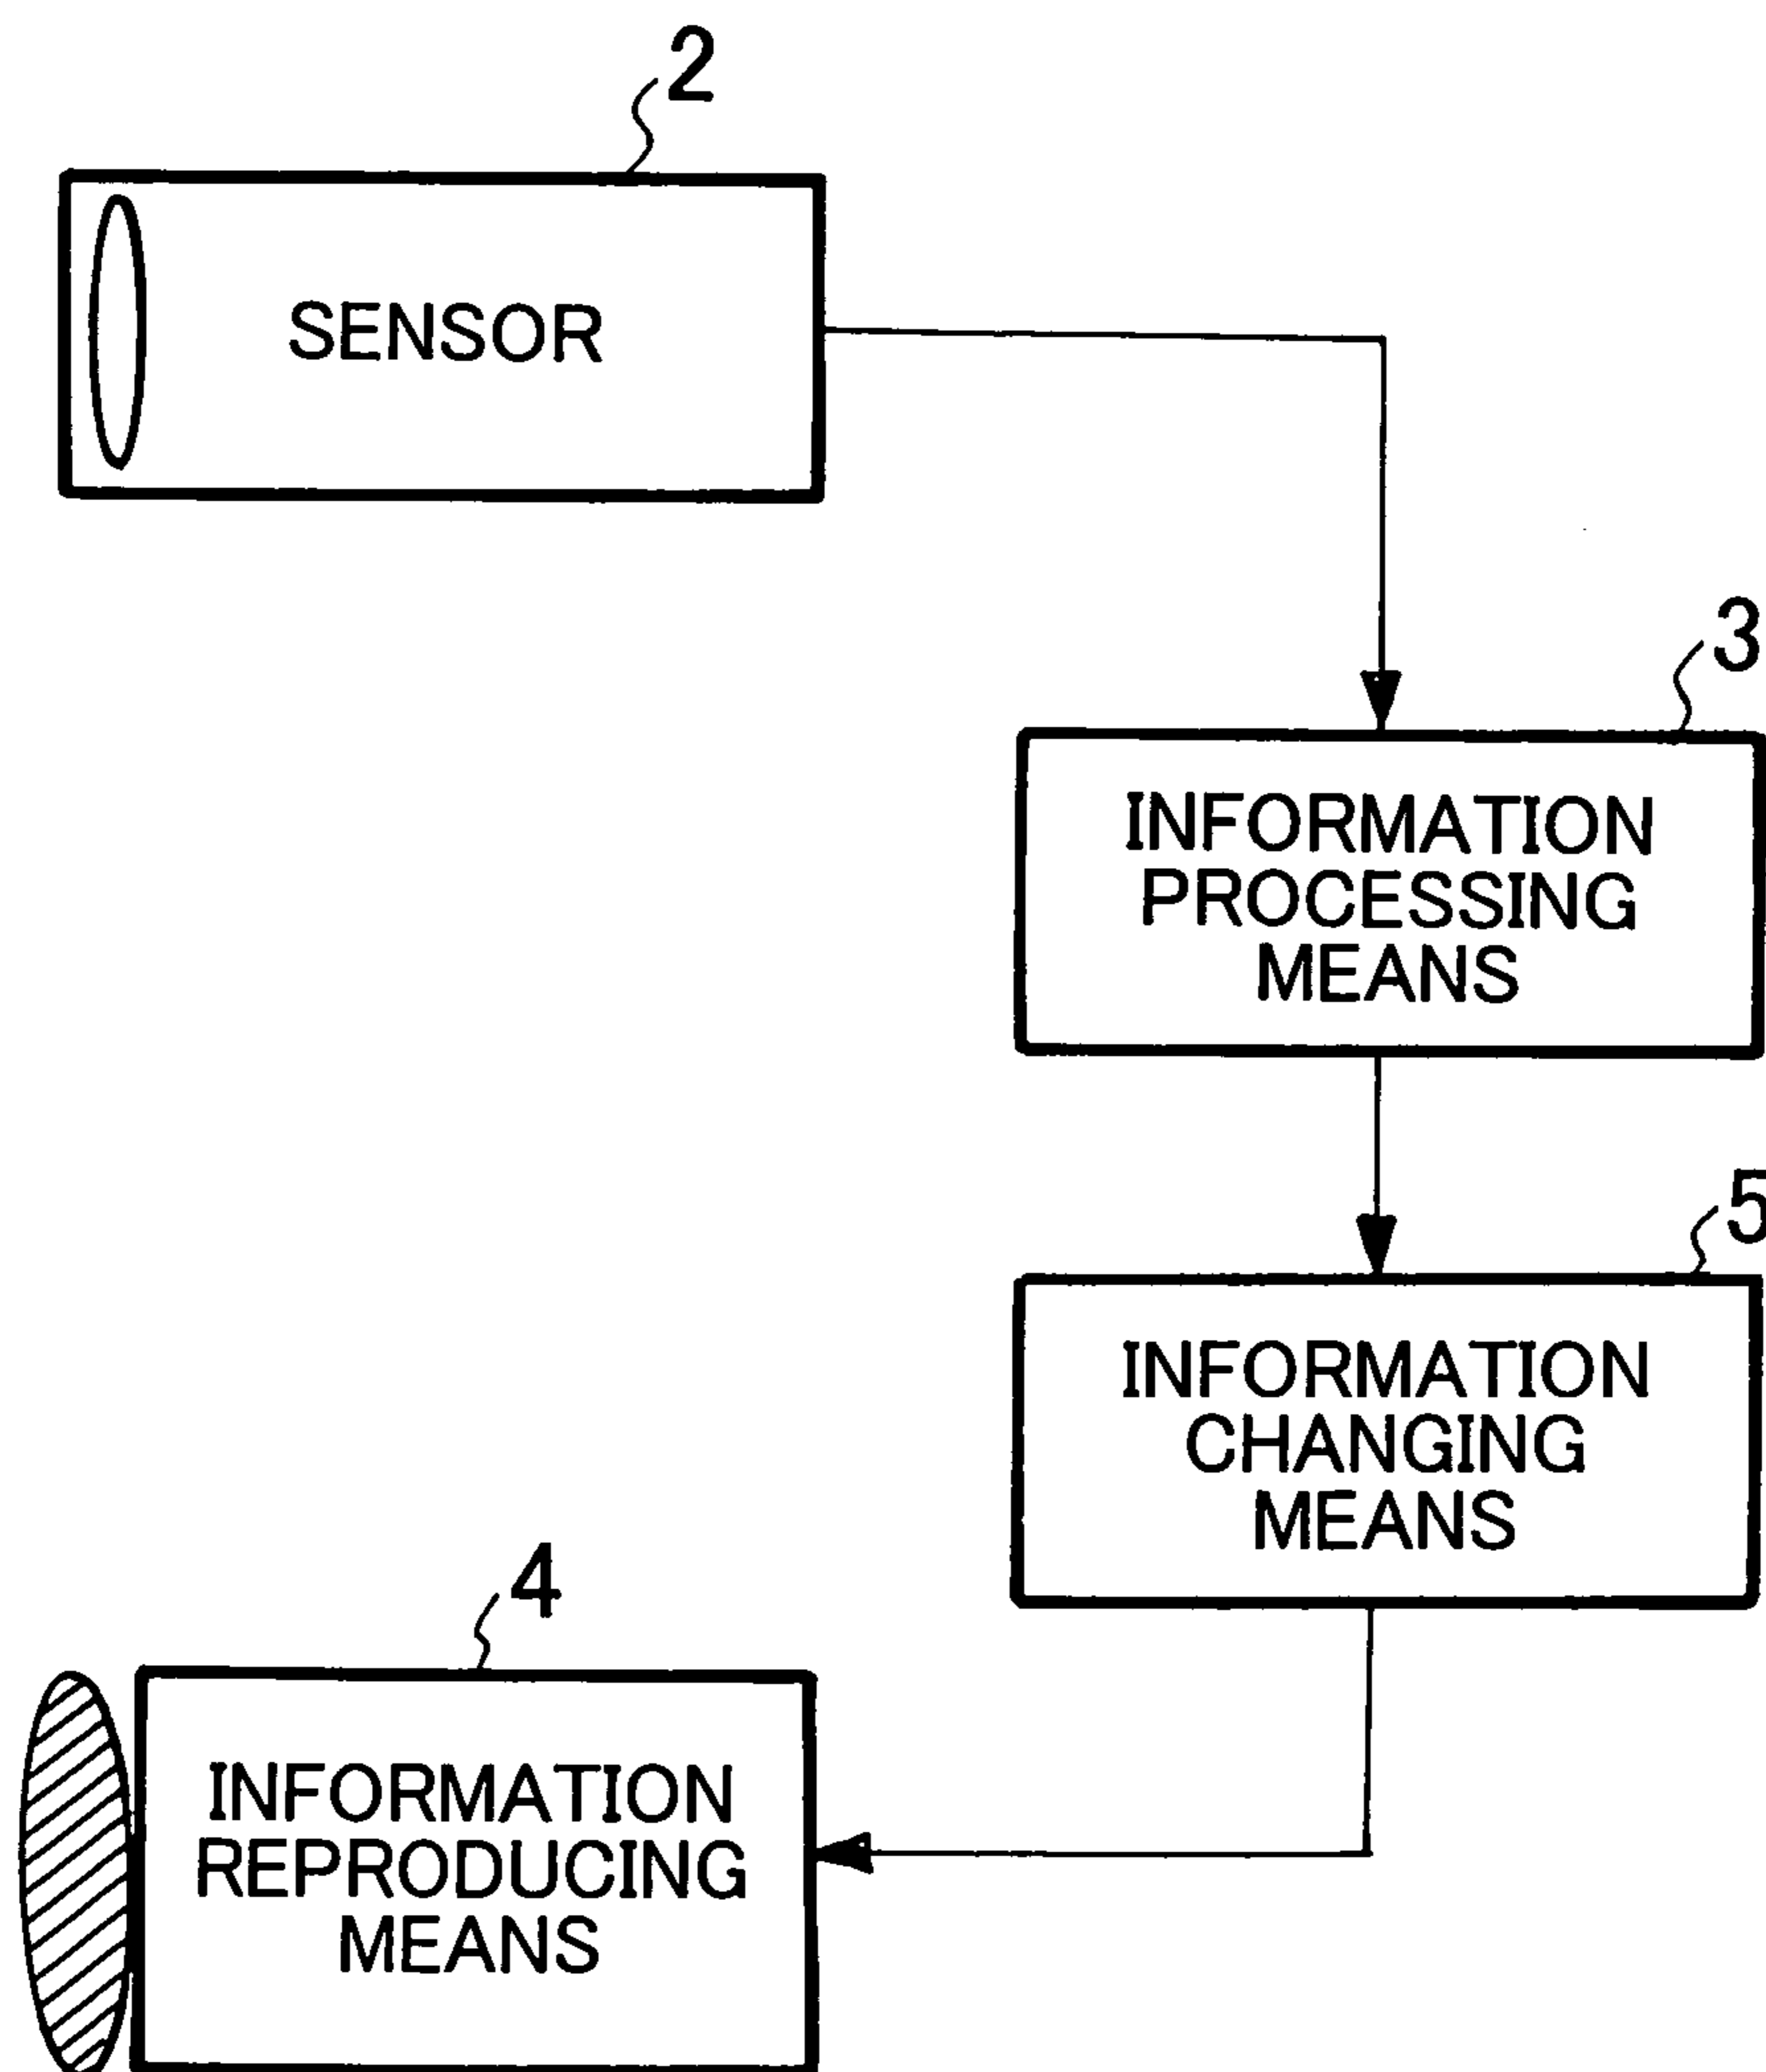 2
SENSOR
3
INFORMATION
PROCESSING
MEANS
5
INFORMATION
CHANGING
MEANS
4
INFORMATION
REPRODUCING
MEANS